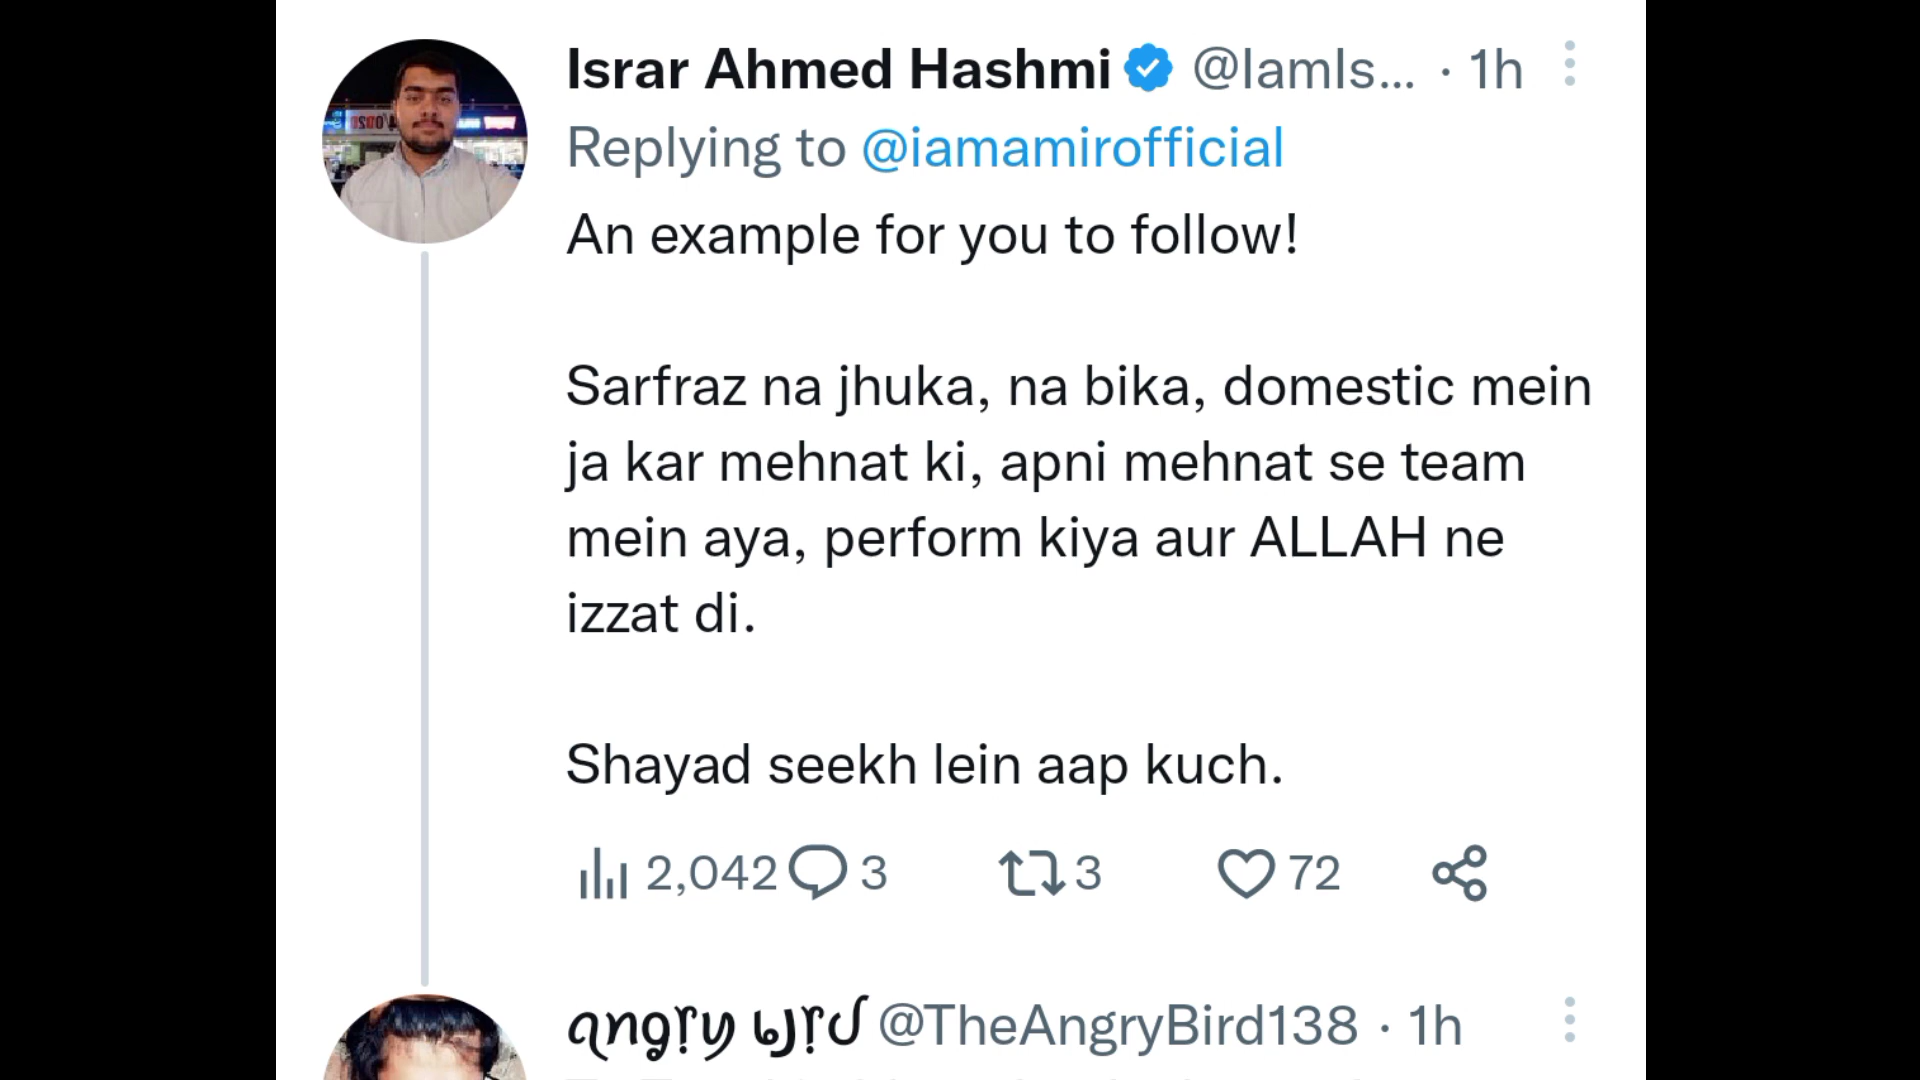 Israr Ahmed Hashmi @IamIs... · 1h
Replying to @iamamirofficial
An example for you to follow!
Sarfraz na jhuka, na bika, domestic mein
ja kar mehnat ki, apni mehnat se team
mein aya, perform kiya aur ALLAH ne
izzat di.
Shayad seekh lein aap kuch.
2,042 3 3 72
@TheAngryBird138 · 1h